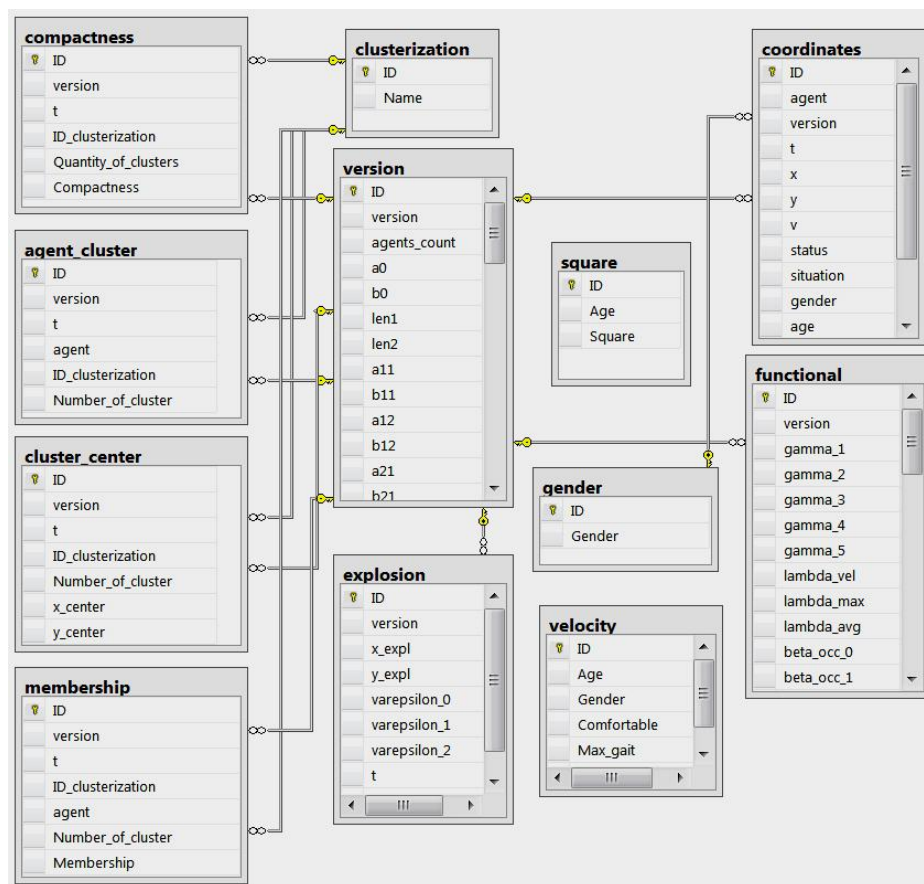 compactness
ID
version
t
ID_clusterization
Quantity_of_clusters
Compactness
agent_cluster
ID
version
t
agent
ID_clusterization
Number_of_cluster
cluster_center
ID
version
t
ID_clusterization
Number_of_cluster
x_center
y_center
membership
ID
version
t
ID_clusterization
agent
Number_of_cluster
Membership
clusterization
ID
Name
version
ID
version
agents_count
a0
b0
len1
len2
a11
b11
a12
b12
a21
b21
explosion
ID
version
x_expl
y_expl
varepsilon_0
varepsilon_1
varepsilon_2
t
square
ID
Age
Square
gender
ID
Gender
velocity
ID
Age
Gender
Comfortable
Max_gait
coordinates
ID
agent
version
t
x
y
v
status
situation
gender
age
functional
ID
version
gamma_1
gamma_2
gamma_3
gamma_4
gamma_5
lambda_vel
lambda_max
lambda_avg
beta_occ_0
beta_occ_1